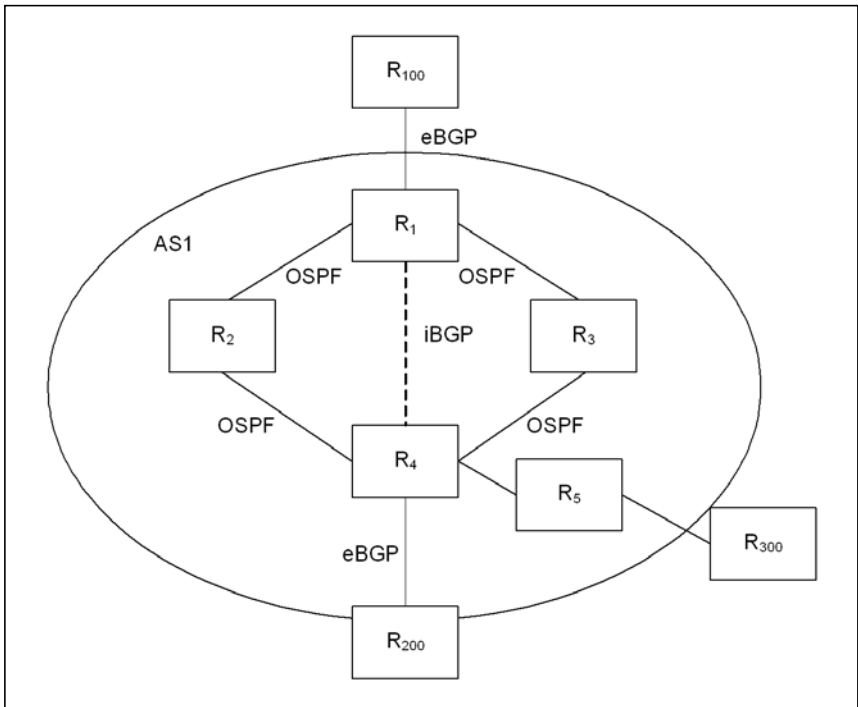 R100
eBGP
R1
AS1
OSPF
OSPF
R2
iBGP
R3
OSPF
OSPF
R4
R5
R300
eBGP
R200